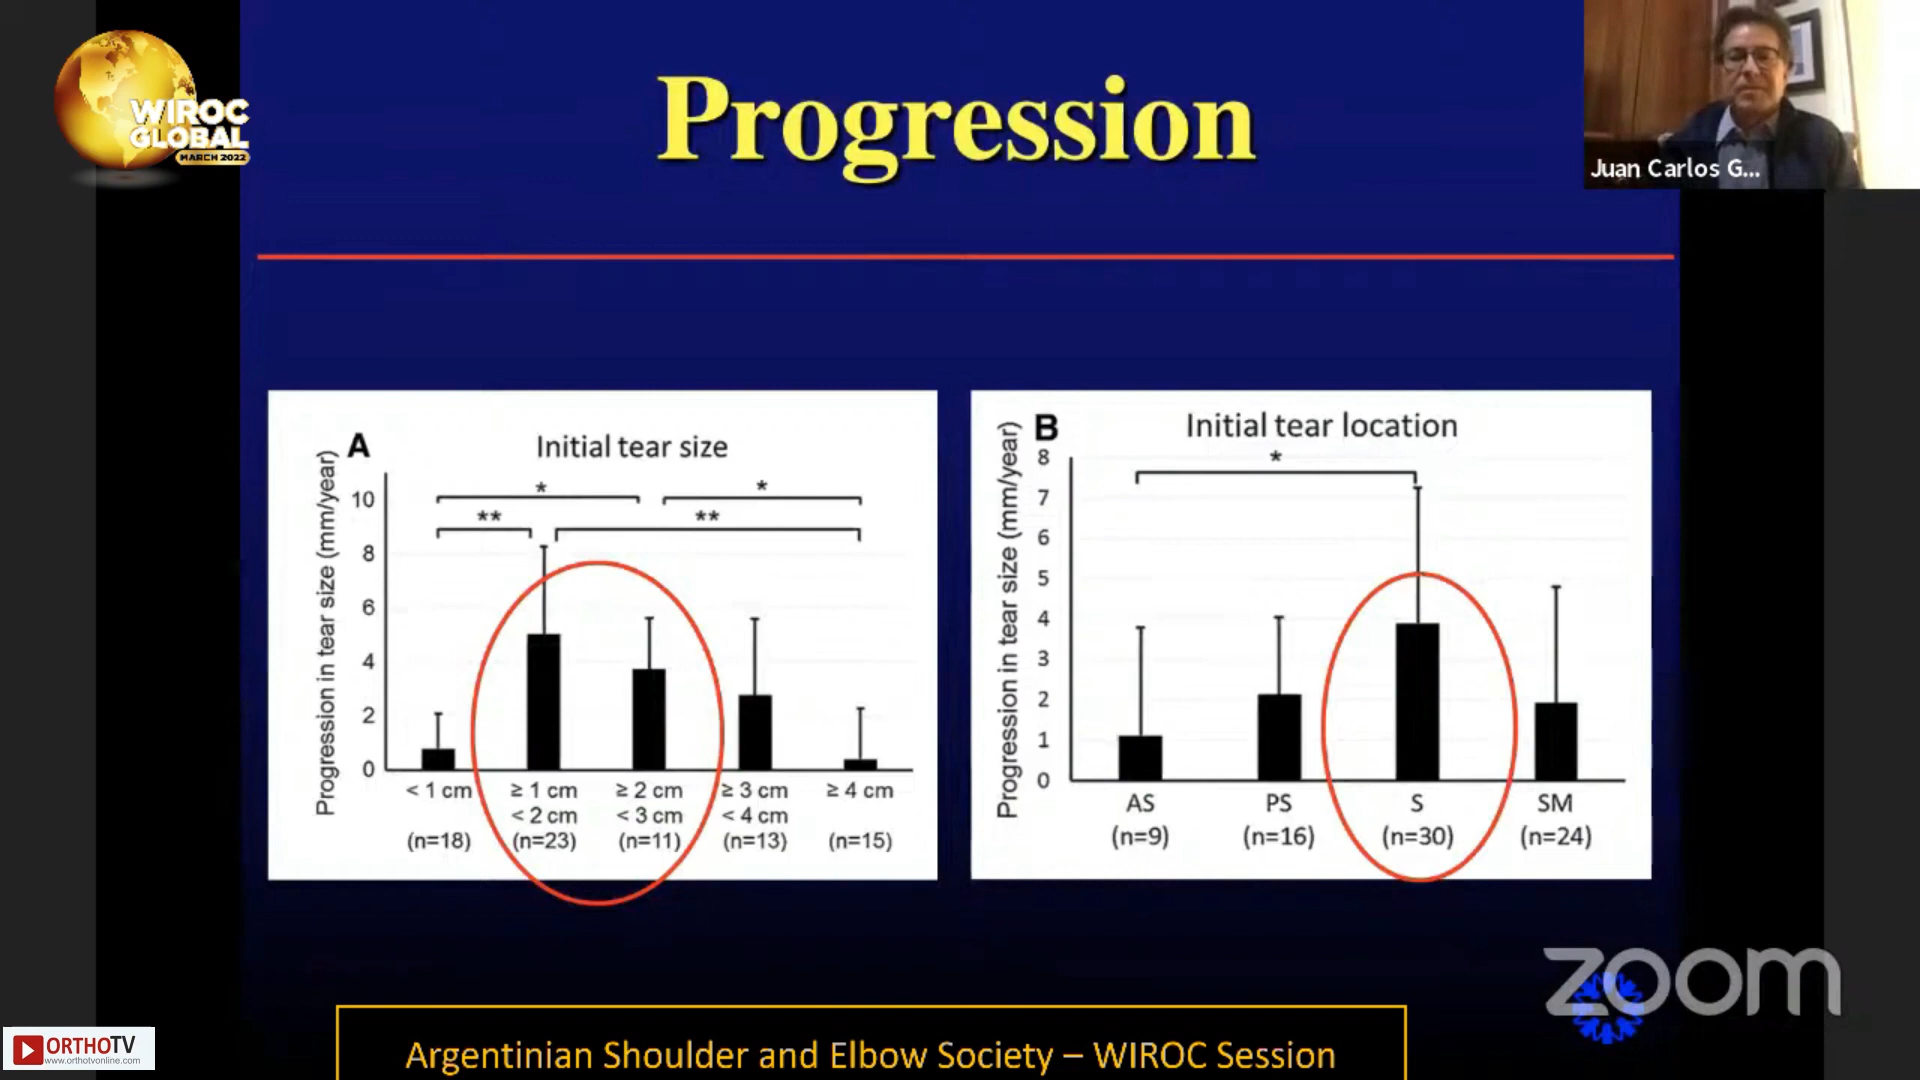 WIROC
GLOBAL
MARCH 2022
Progression
Juan Carlos G...
A
Initial tear size
Progression in tear size (mm/year)
10
8
6
4
2
0
*
*
**
**
< 1 cm
(n=18)
≥ 1 cm
< 2 cm
(n=23)
≥ 2 cm
< 3 cm
(n=11)
≥ 3 cm
< 4 cm
(n=13)
≥ 4 cm
(n=15)
B
Initial tear location
Progression in tear size (mm/year)
8
7
6
5
4
3
2
1
0
*
AS
(n=9)
PS
(n=16)
S
(n=30)
SM
(n=24)
zoom
Argentinian Shoulder and Elbow Society – WIROC Session
ORTHOTV
www.orthotvonline.com